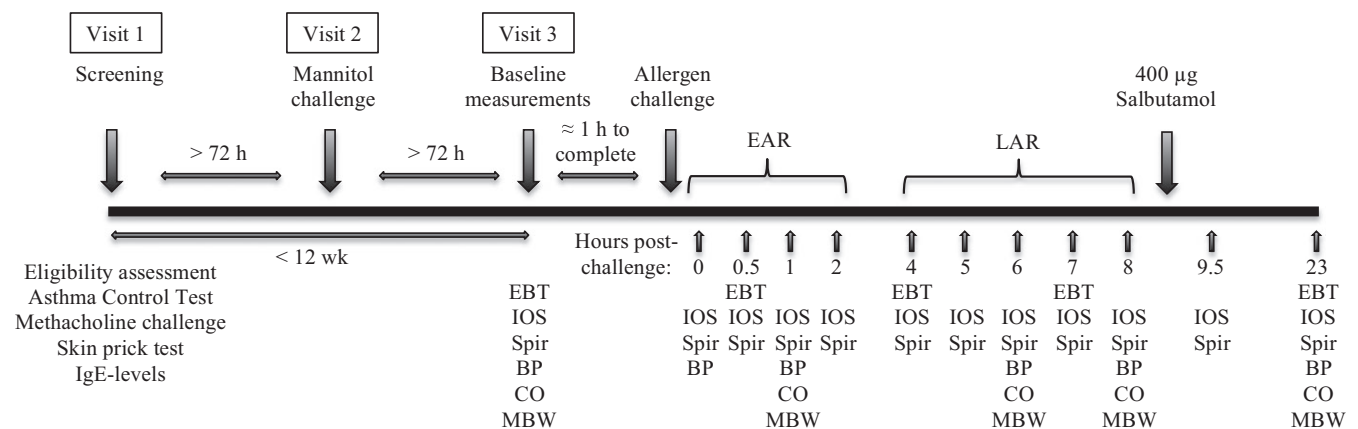 Visit 1
Visit 2
Visit 3
Screening
Mannitol
challenge
Baseline
measurements
Allergen
challenge
400 µg
Salbutamol
> 72 h
> 72 h
≈ 1 h to
complete
EAR
LAR
< 12 wk
Hours post-
challenge:
0 0.5 1 2 4 5 6 7 8 9.5 23
Eligibility assessment
Asthma Control Test
Methacholine challenge
Skin prick test
IgE-levels
EBT EBT EBT EBT EBT
IOS IOS IOS IOS IOS IOS IOS IOS IOS IOS IOS IOS
Spir Spir Spir Spir Spir Spir Spir Spir Spir Spir Spir Spir
BP BP BP BP BP BP
CO CO CO CO CO
MBW MBW MBW MBW MBW